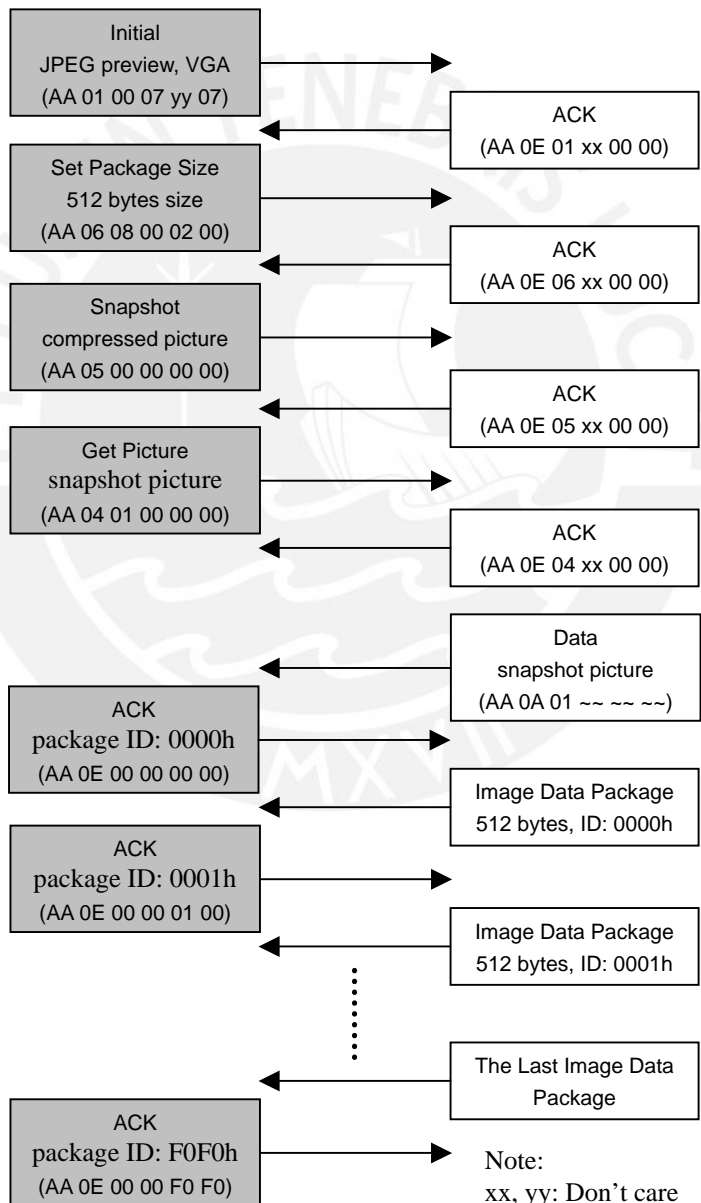 Initial
JPEG preview, VGA
(AA 01 00 07 yy 07)
ACK
(AA 0E 01 xx 00 00)
Set Package Size
512 bytes size
(AA 06 08 00 02 00)
ACK
(AA 0E 06 xx 00 00)
Snapshot
compressed picture
(AA 05 00 00 00 00)
ACK
(AA 0E 05 xx 00 00)
Get Picture
snapshot picture
(AA 04 01 00 00 00)
ACK
(AA 0E 04 xx 00 00)
Data
snapshot picture
(AA 0A 01 ~~ ~~ ~~)
ACK
package ID: 0000h
(AA 0E 00 00 00 00)
Image Data Package
512 bytes, ID: 0000h
ACK
package ID: 0001h
(AA 0E 00 00 01 00)
Image Data Package
512 bytes, ID: 0001h
The Last Image Data
Package
ACK
package ID: F0F0h
(AA 0E 00 00 F0 F0)
Note:
xx, yy: Don't care
MXVII